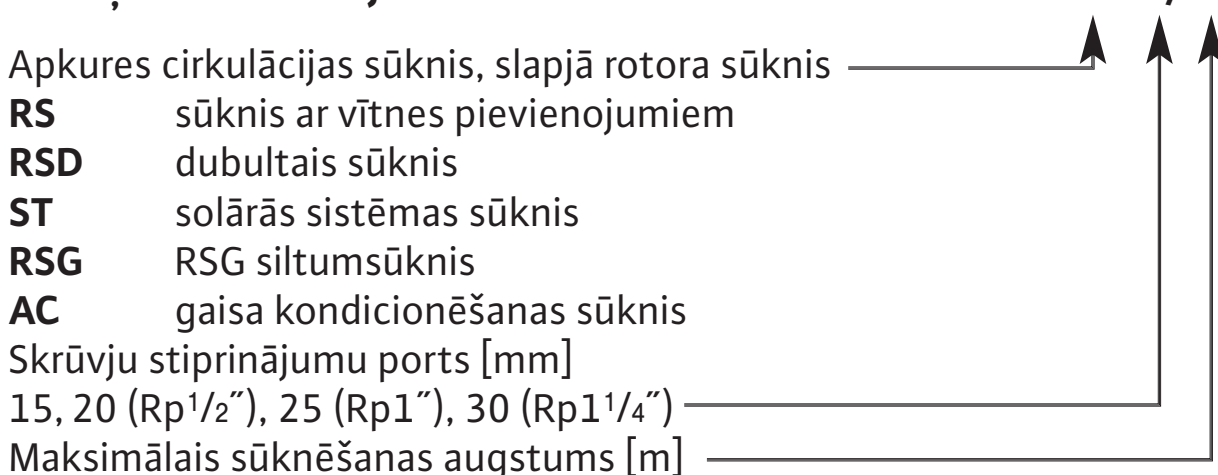 Apkures cirkulācijas sūknis, slapjā rotora sūknis
RS sūknis ar vītnes pievienojumiem
RSD dubultais sūknis
ST solārās sistēmas sūknis
RSG RSG siltumsūknis
AC gaisa kondicionēšanas sūknis
Skrūvju stiprinājumu ports [mm]
15, 20 (Rp¹/₂˝), 25 (Rp1˝), 30 (Rp1¹/₄˝)
Maksimālais sūknēšanas augstums [m]